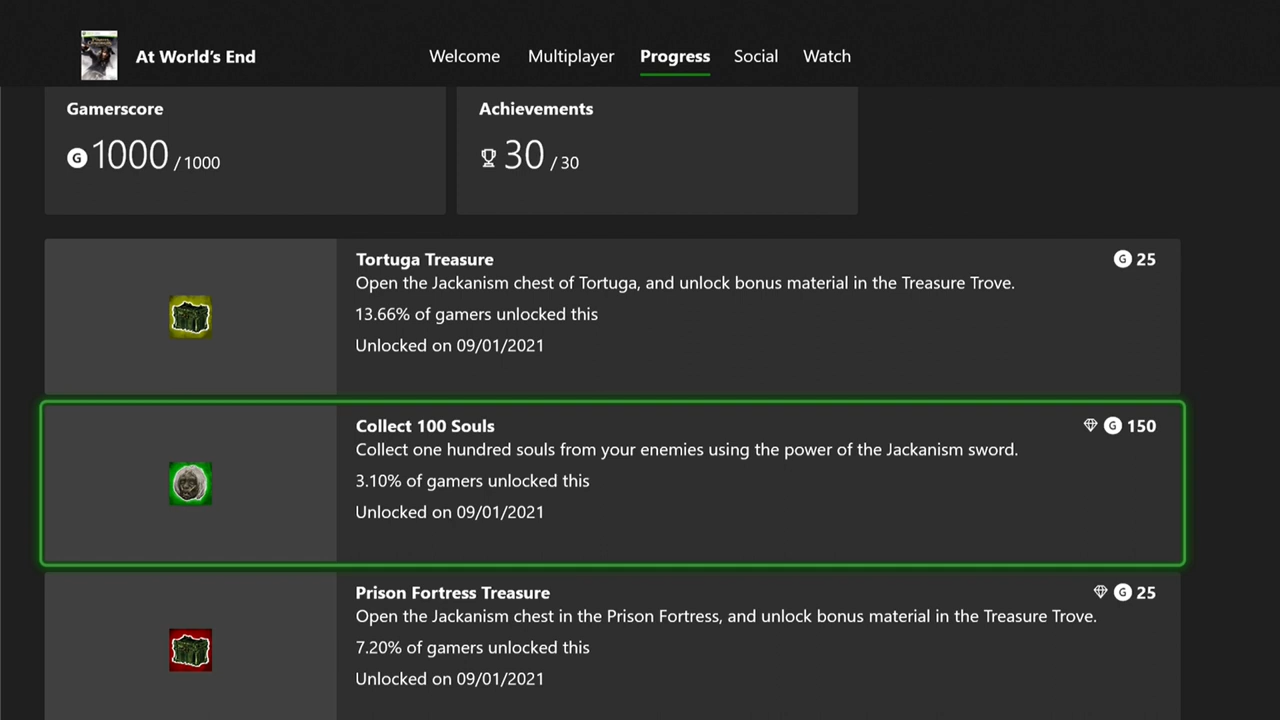 At World's End
Welcome Multiplayer Progress Social Watch
Gamerscore
G 1000 / 1000
Achievements
30 / 30
Tortuga Treasure
G 25
Open the Jackanism chest of Tortuga, and unlock bonus material in the Treasure Trove.
13.66% of gamers unlocked this
Unlocked on 09/01/2021
Collect 100 Souls
G 150
Collect one hundred souls from your enemies using the power of the Jackanism sword.
3.10% of gamers unlocked this
Unlocked on 09/01/2021
Prison Fortress Treasure
G 25
Open the Jackanism chest in the Prison Fortress, and unlock bonus material in the Treasure Trove.
7.20% of gamers unlocked this
Unlocked on 09/01/2021